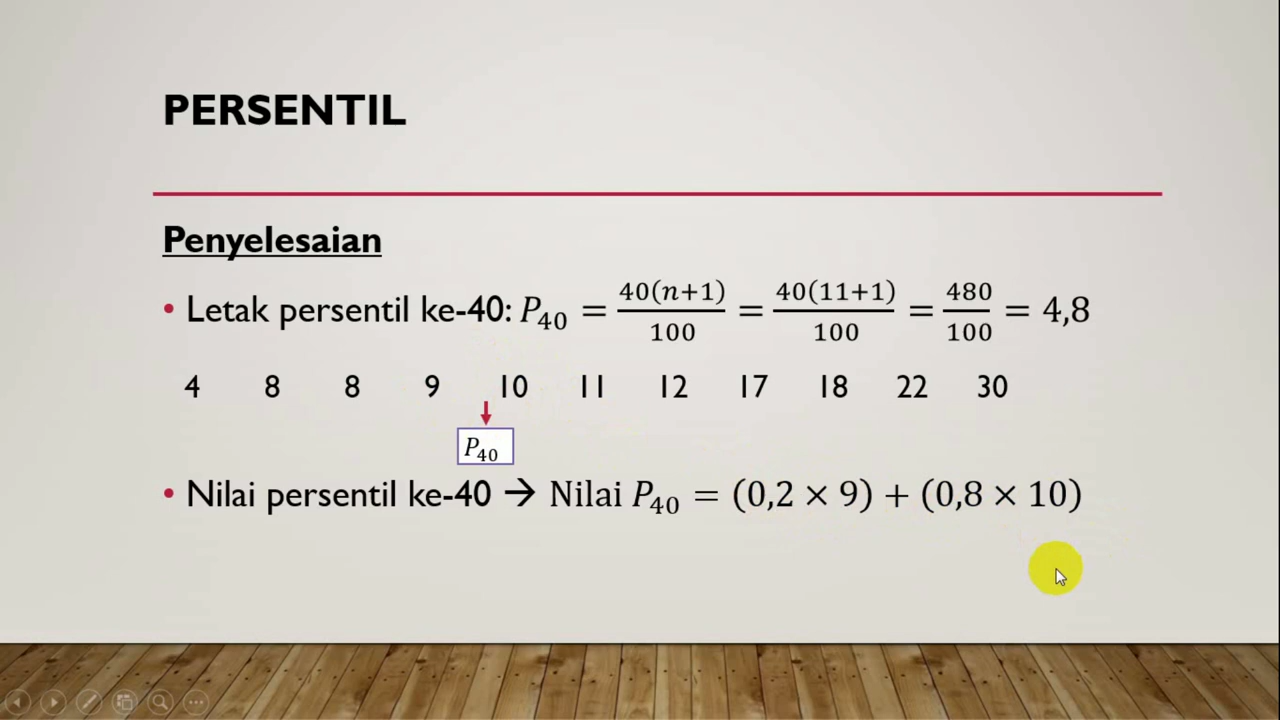 PERSENTIL
Penyelesaian
• Letak persentil ke-40: P₄₀ = 40(n+1)/100 = 40(11+1)/100 = 480/100 = 4,8
4 8 8 9 10 11 12 17 18 22 30
P₄₀
• Nilai persentil ke-40 → Nilai P₄₀ = (0,2 × 9) + (0,8 × 10)